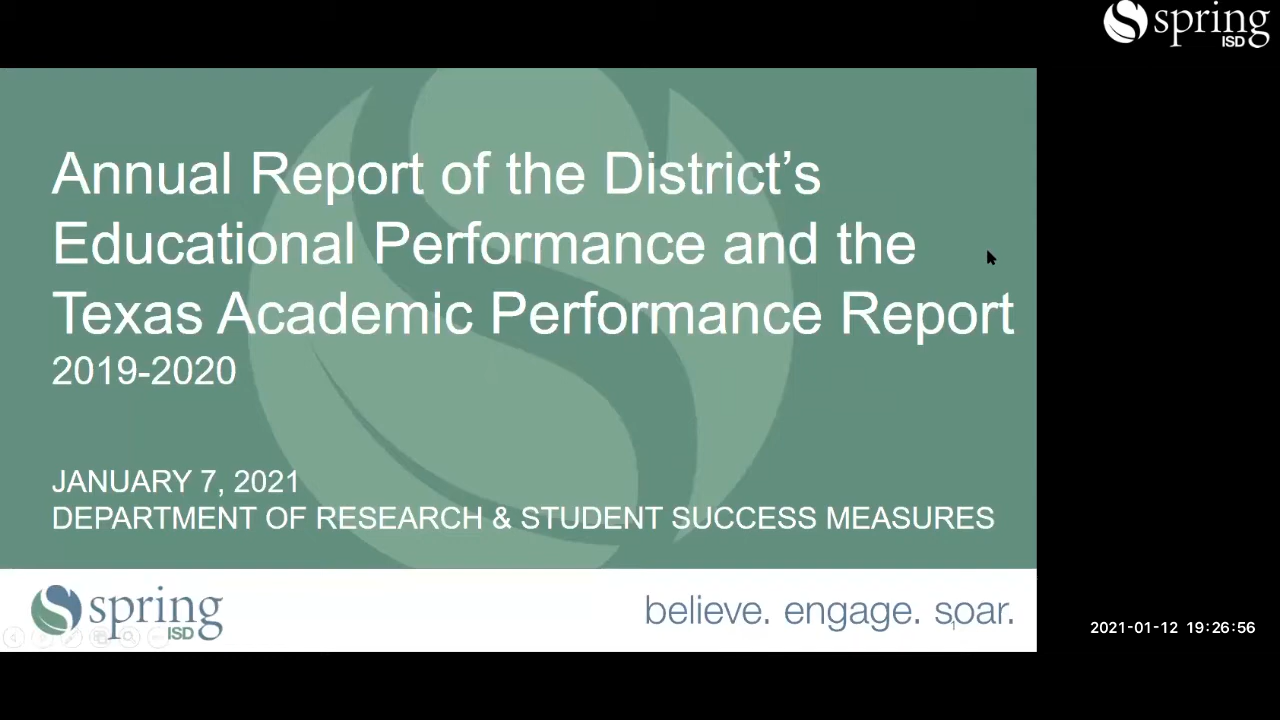 spring
ISD
Annual Report of the District’s
Educational Performance and the
Texas Academic Performance Report
2019-2020
JANUARY 7, 2021
DEPARTMENT OF RESEARCH & STUDENT SUCCESS MEASURES
spring
ISD
believe. engage. soar.
1
2021-01-12 19:26:56